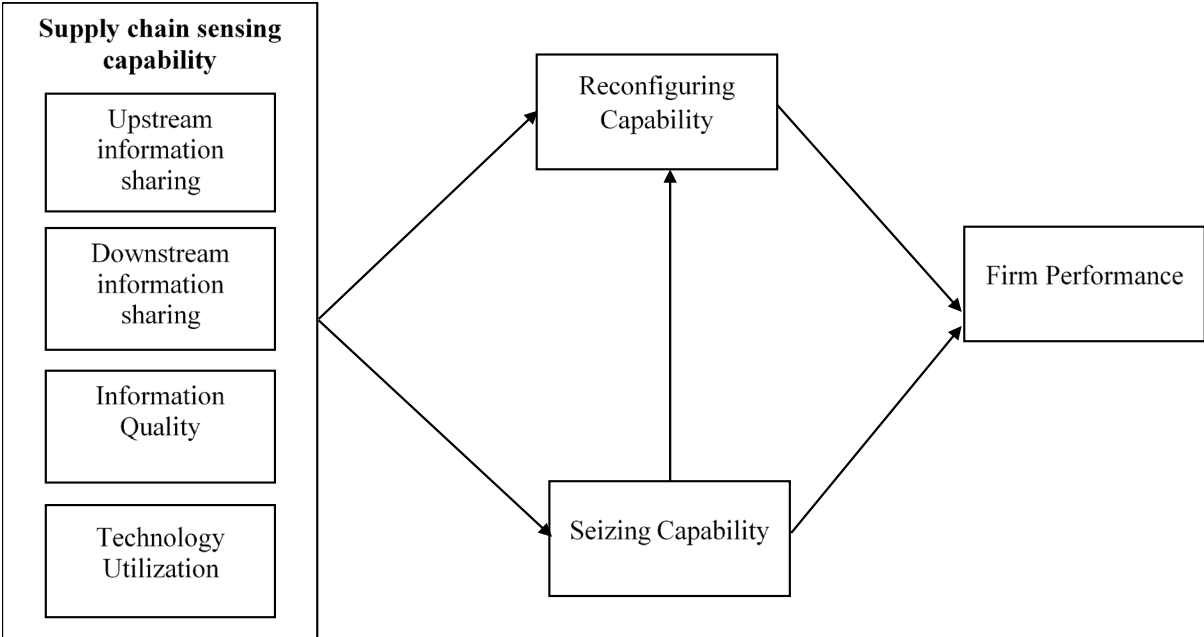 Supply chain sensing
capability
Upstream
information
sharing
Downstream
information
sharing
Information
Quality
Technology
Utilization
Reconfiguring
Capability
Seizing Capability
Firm Performance